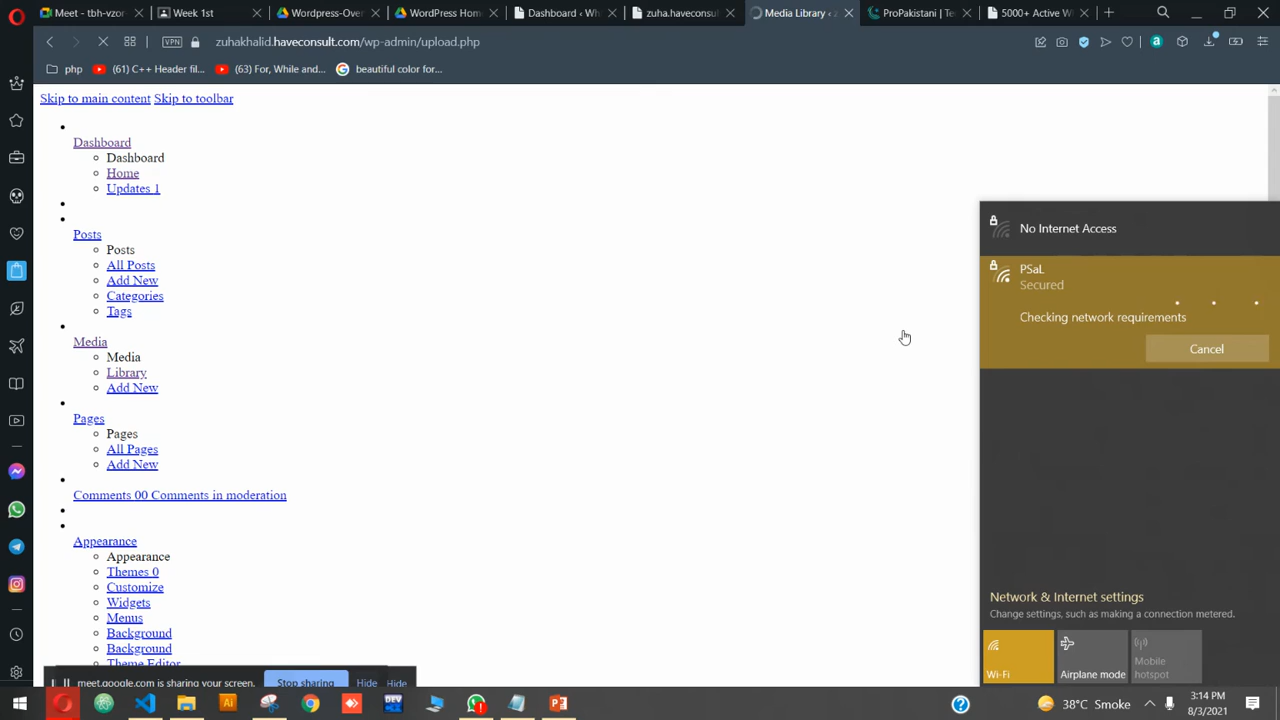 Meet - tbh-vzor
Week 1st
Wordpress-Over
WordPress-Home
Dashboard ‹ Wh
zuha.haveconsult
Media Library ‹ z
ProPakistani | Te
5000+ Active W
VPN
zuhakhalid.haveconsult.com/wp-admin/upload.php
php
(61) C++ Header fil...
(63) For, While and...
beautiful color for...
Skip to main content Skip to toolbar
Dashboard
Dashboard
Home
Updates 1
Posts
Posts
All Posts
Add New
Categories
Tags
Media
Media
Library
Add New
Pages
Pages
All Pages
Add New
Comments 00 Comments in moderation
Appearance
Appearance
Themes 0
Customize
Widgets
Menus
Background
Background
Theme Editor
No Internet Access
PSaL
Secured
Checking network requirements
Cancel
Network & Internet settings
Change settings, such as making a connection metered.
Wi-Fi
Airplane mode
Mobile
hotspot
meet.google.com is sharing your screen.
Stop sharing
Hide
Hide
38°C Smoke
3:14 PM
8/3/2021